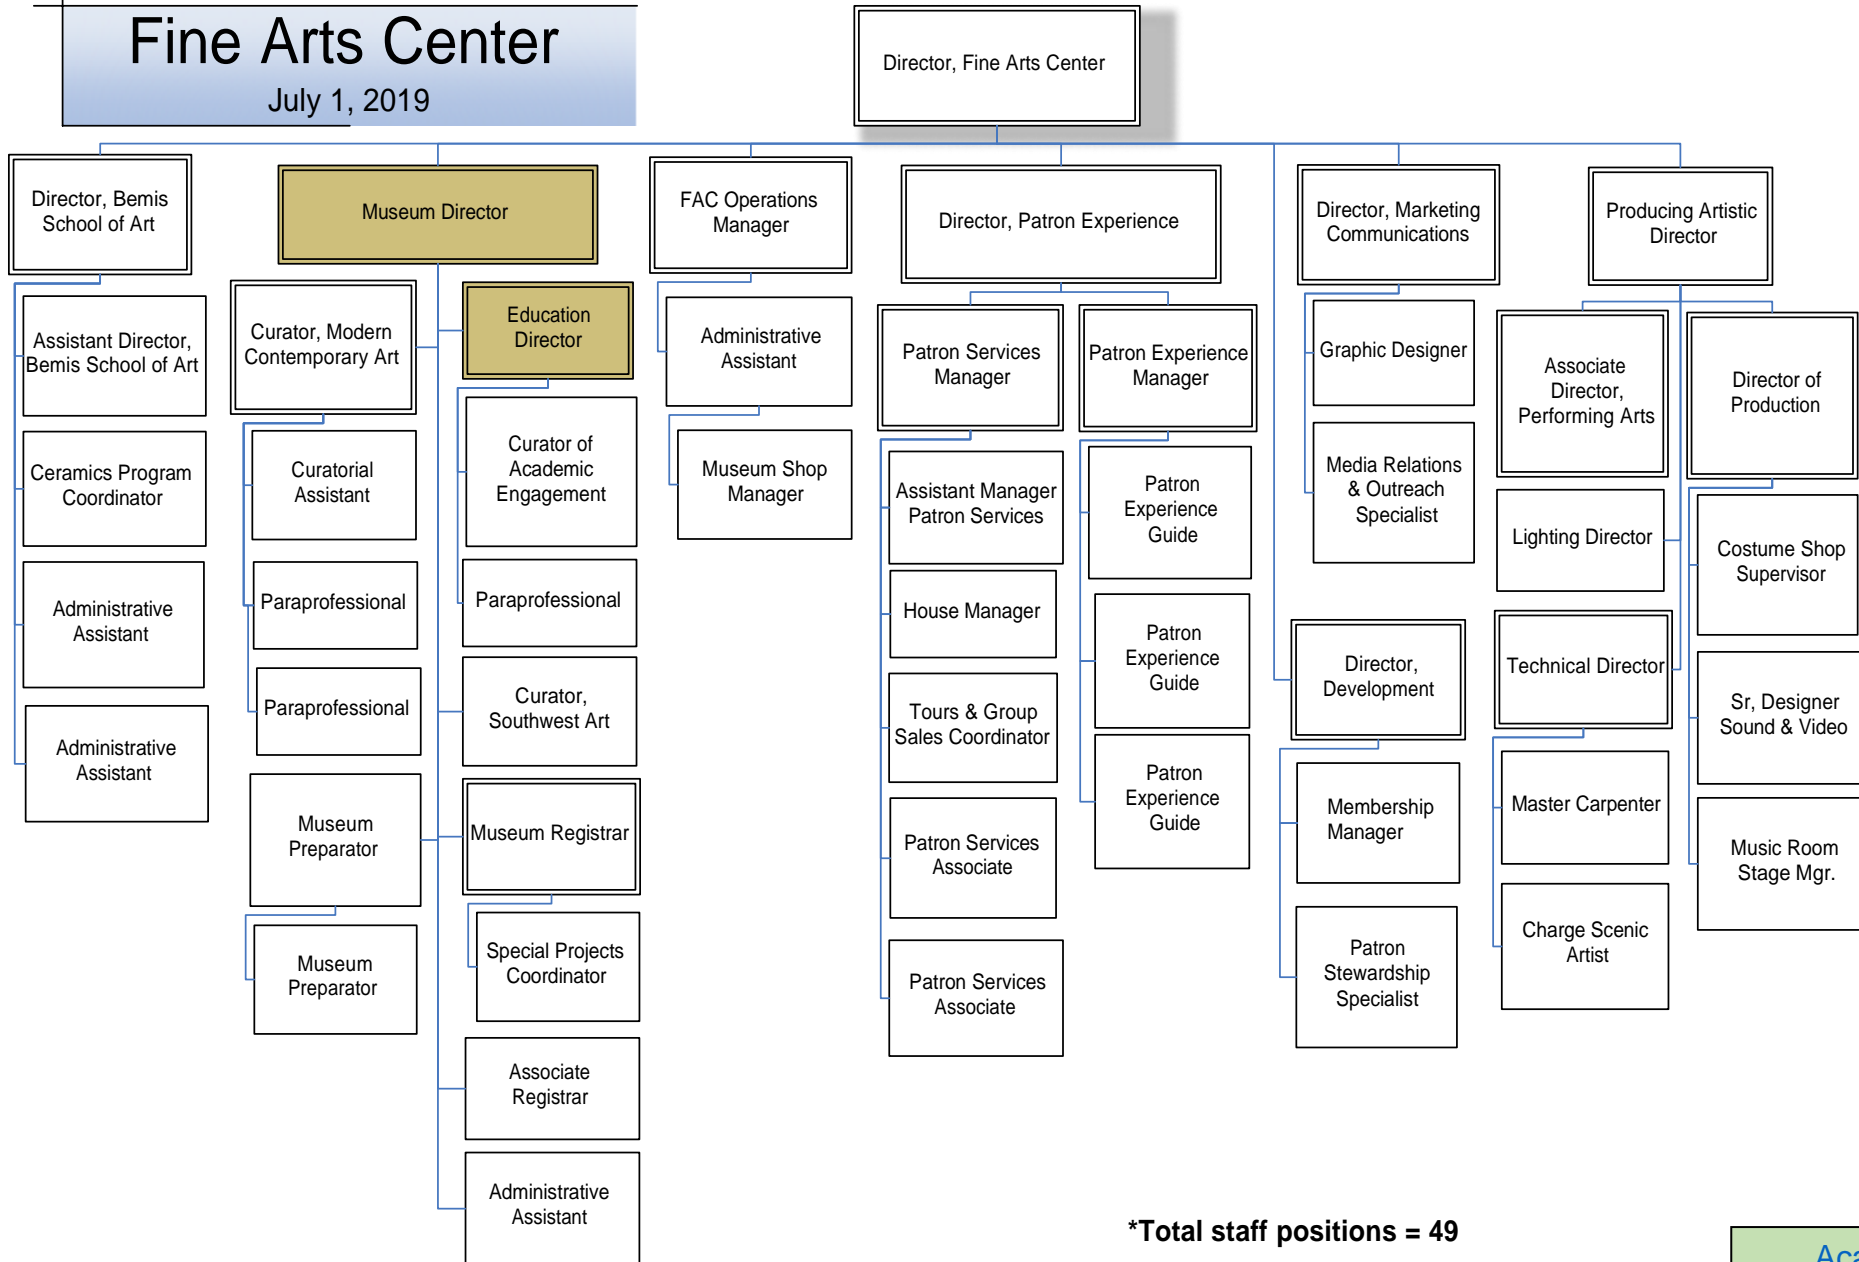 Fine Arts Center
July 1, 2019
Director, Fine Arts Center
Director, Bemis
School of Art
Museum Director
FAC Operations
Manager
Director, Patron Experience
Director, Marketing
Communications
Producing Artistic
Director
Assistant Director,
Bemis School of Art
Ceramics Program
Coordinator
Administrative
Assistant
Administrative
Assistant
Curator, Modern
Contemporary Art
Curatorial
Assistant
Paraprofessional
Paraprofessional
Museum
Preparator
Museum
Preparator
Education
Director
Curator of
Academic
Engagement
Paraprofessional
Curator,
Southwest Art
Museum Registrar
Special Projects
Coordinator
Associate
Registrar
Administrative
Assistant
Administrative
Assistant
Museum Shop
Manager
Patron Services
Manager
Assistant Manager
Patron Services
House Manager
Tours & Group
Sales Coordinator
Patron Services
Associate
Patron Services
Associate
Patron Experience
Manager
Patron
Experience
Guide
Patron
Experience
Guide
Patron
Experience
Guide
Graphic Designer
Media Relations
& Outreach
Specialist
Director,
Development
Membership
Manager
Patron
Stewardship
Specialist
Associate
Director,
Performing Arts
Lighting Director
Technical Director
Master Carpenter
Charge Scenic
Artist
Director of
Production
Costume Shop
Supervisor
Sr, Designer
Sound & Video
Music Room
Stage Mgr.
*Total staff positions = 49